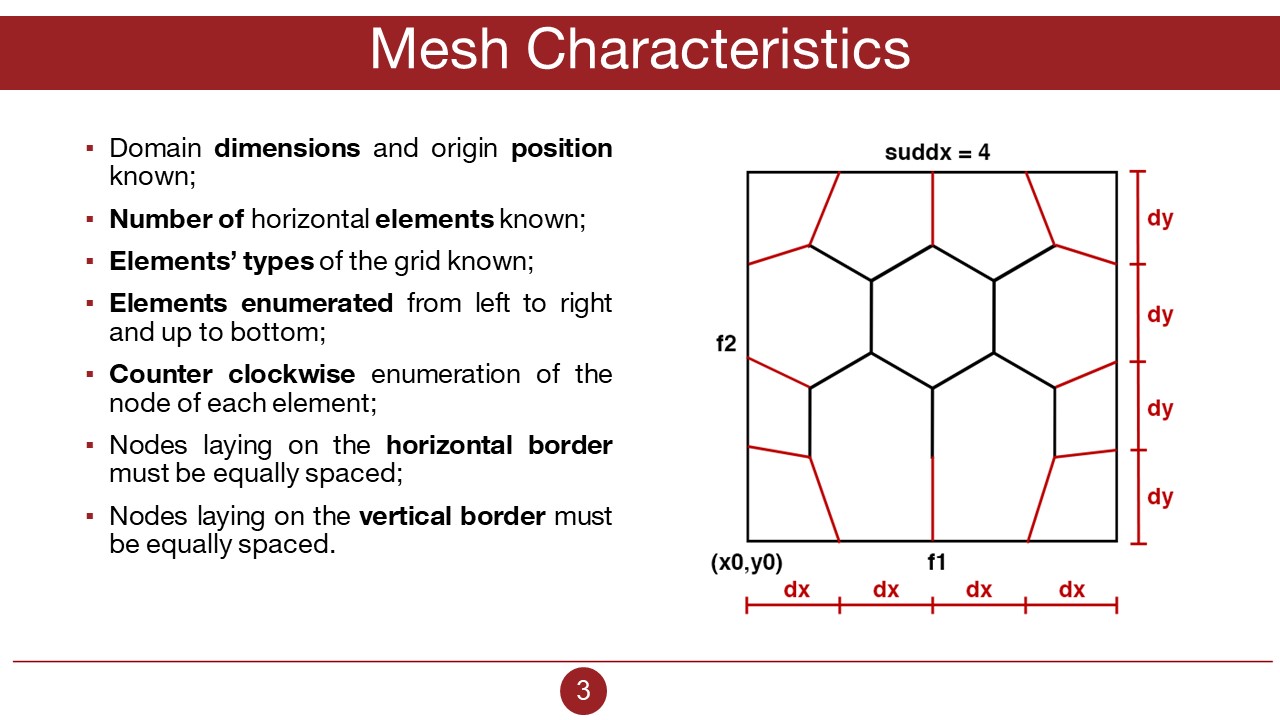 Mesh Characteristics
▪ Domain dimensions and origin position
known;
▪ Number of horizontal elements known;
▪ Elements’ types of the grid known;
▪ Elements enumerated from left to right
and up to bottom;
▪ Counter clockwise enumeration of the
node of each element;
▪ Nodes laying on the horizontal border
must be equally spaced;
▪ Nodes laying on the vertical border must
be equally spaced.
suddx = 4
dy
dy
f2
dy
dy
(x0,y0)
f1
dx dx dx dx
3